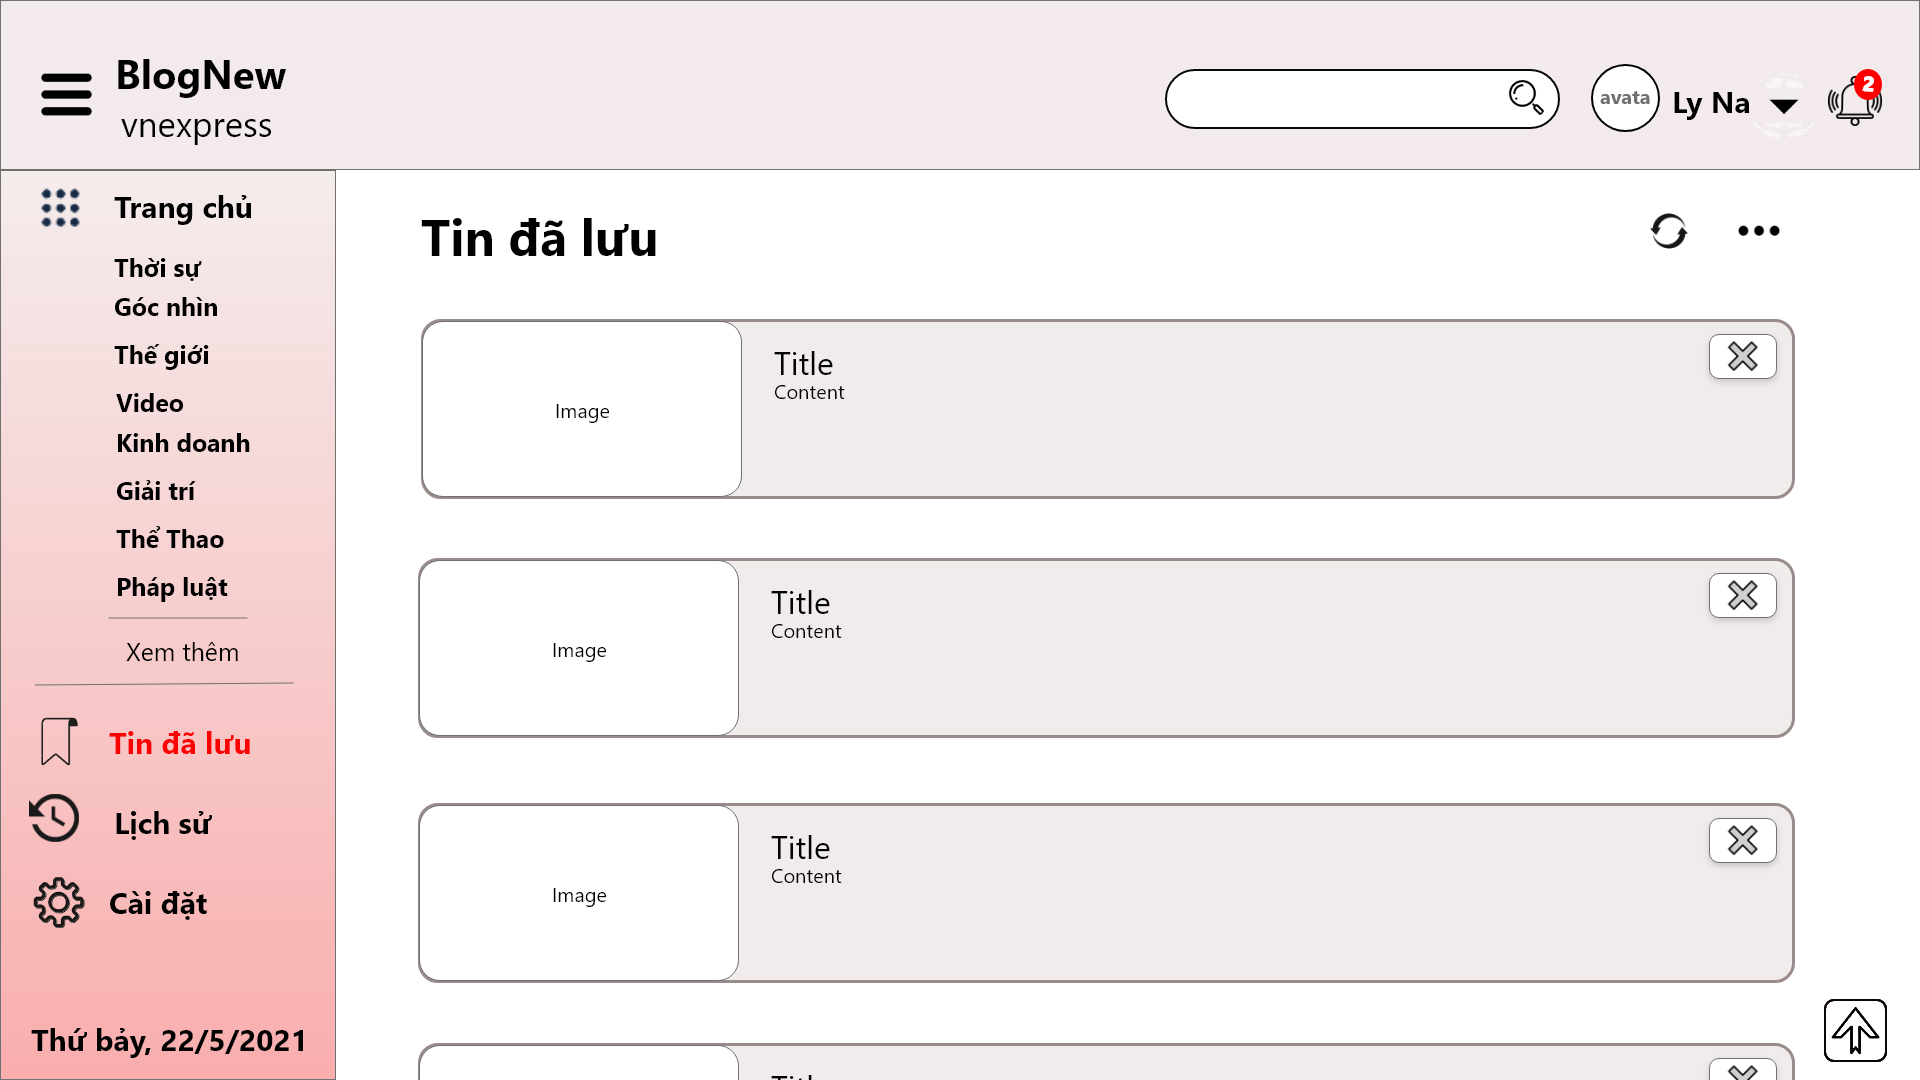 BlogNew
vnexpress
avata
Ly Na
2
Trang chủ
Thời sự
Góc nhìn
Thế giới
Video
Kinh doanh
Giải trí
Thể Thao
Pháp luật
Xem thêm
Tin đã lưu
Lịch sử
Cài đặt
Thứ bảy, 22/5/2021
Tin đã lưu
Image
Title
Content
Image
Title
Content
Image
Title
Content
Title